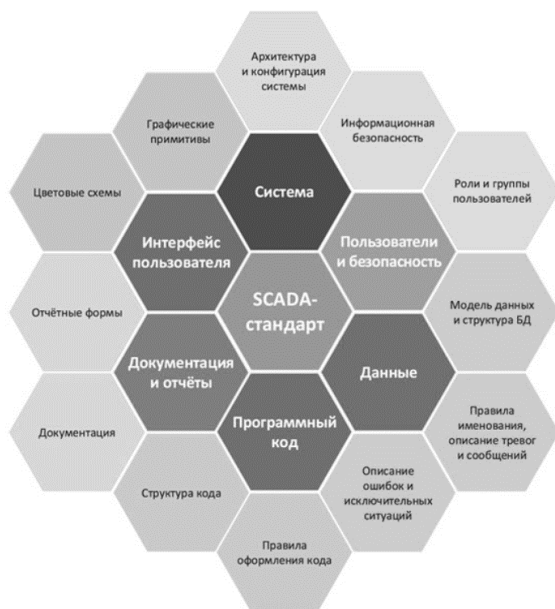 Архитектура
и конфигурация
системы
Графические
примитивы
Информационная
безопасность
Цветовые схемы
Система
Роли и группы
пользователей
Интерфейс
пользователя
Пользователи
и безопасность
Отчётные формы
SCADA-
стандарт
Модель данных
и структура БД
Документация
и отчёты
Данные
Документация
Программный
код
Правила
именования,
описание тревог
и сообщений
Структура кода
Описание
ошибок и
исключительных
ситуаций
Правила
оформления кода